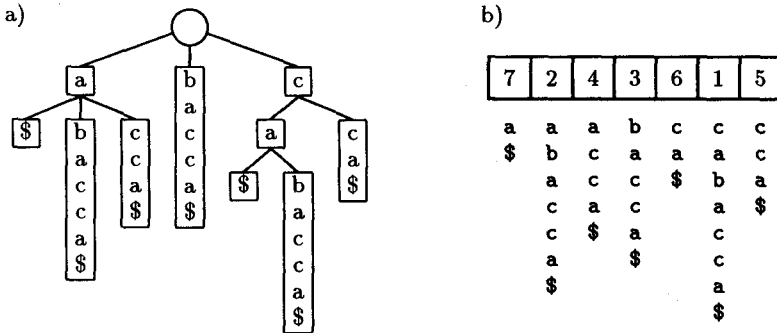 a)
a b c
a
$ b c c a c
a c c a
c a a $ b $
c $ $ a
a c
$ c
a
$
b)
7 2 4 3 6 1 5
a a a b c c c
$ b c a a a c
a c c $ b a
c a c a $
c $ a c
a $ c
$ a
$